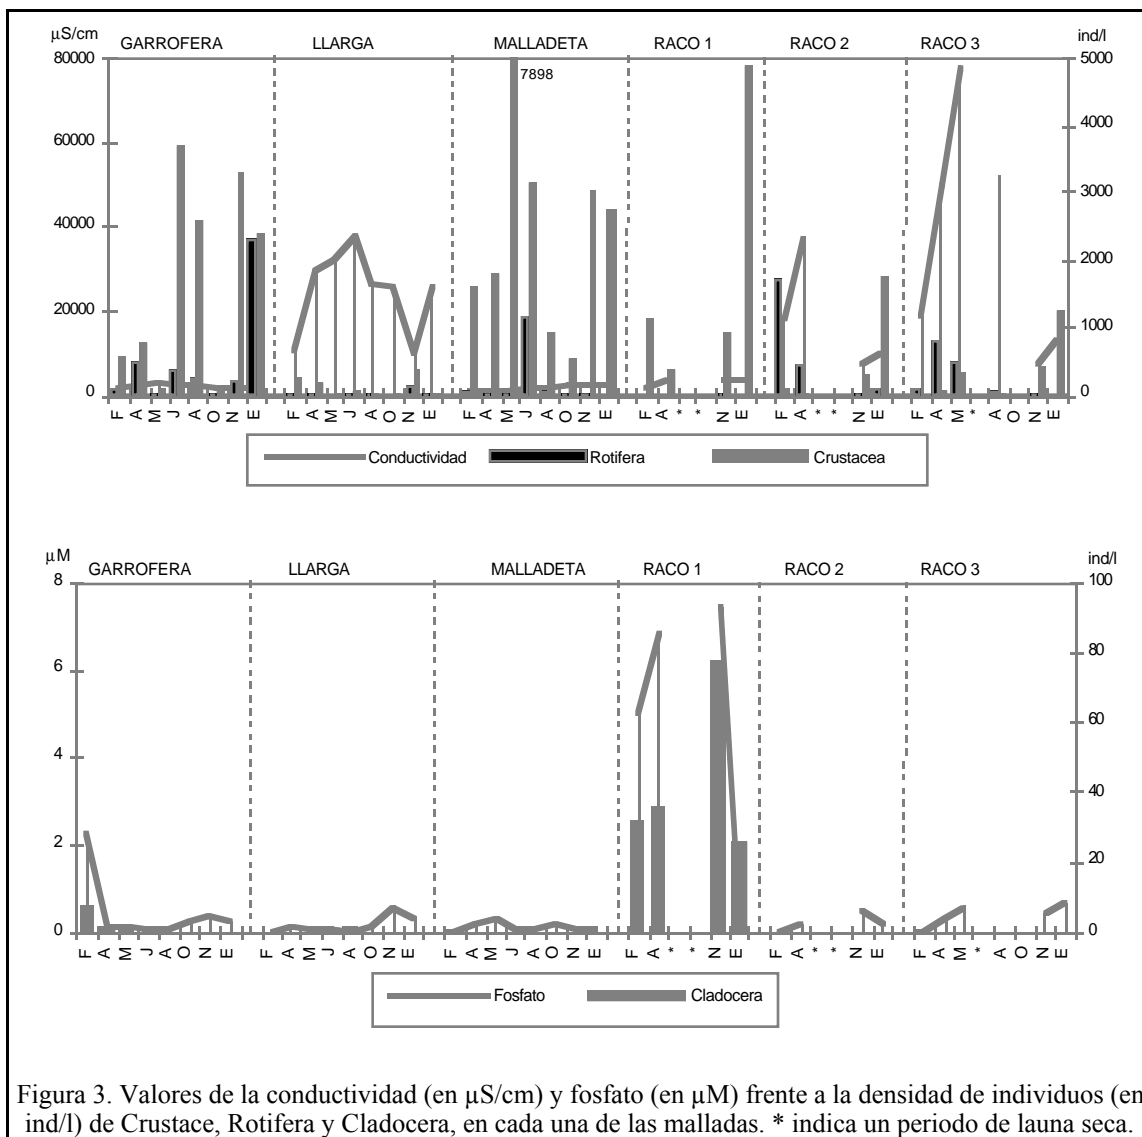 µS/cm
ind/l
GARROFERA LLARGA MALLADETA RACO 1 RACO 2 RACO 3
80000
5000
7898
60000
4000
40000
3000
2000
20000
1000
0
0
F A M J A O N E F A M J A O N E F A M J A O N E F A * * N E F A * * N E F A M * A O N E
Conductividad Rotifera Crustacea
µM
ind/l
GARROFERA LLARGA MALLADETA RACO 1 RACO 2 RACO 3
8
100
80
6
60
4
40
2
20
0
0
F A M J A O N E F A M J A O N E F A M J A O N E F A * * N E F A * * N E F A M * A O N E
Fosfato Cladocera
Figura 3. Valores de la conductividad (en µS/cm) y fosfato (en µM) frente a la densidad de individuos (en
ind/l) de Crustace, Rotifera y Cladocera, en cada una de las malladas. * indica un periodo de launa seca.